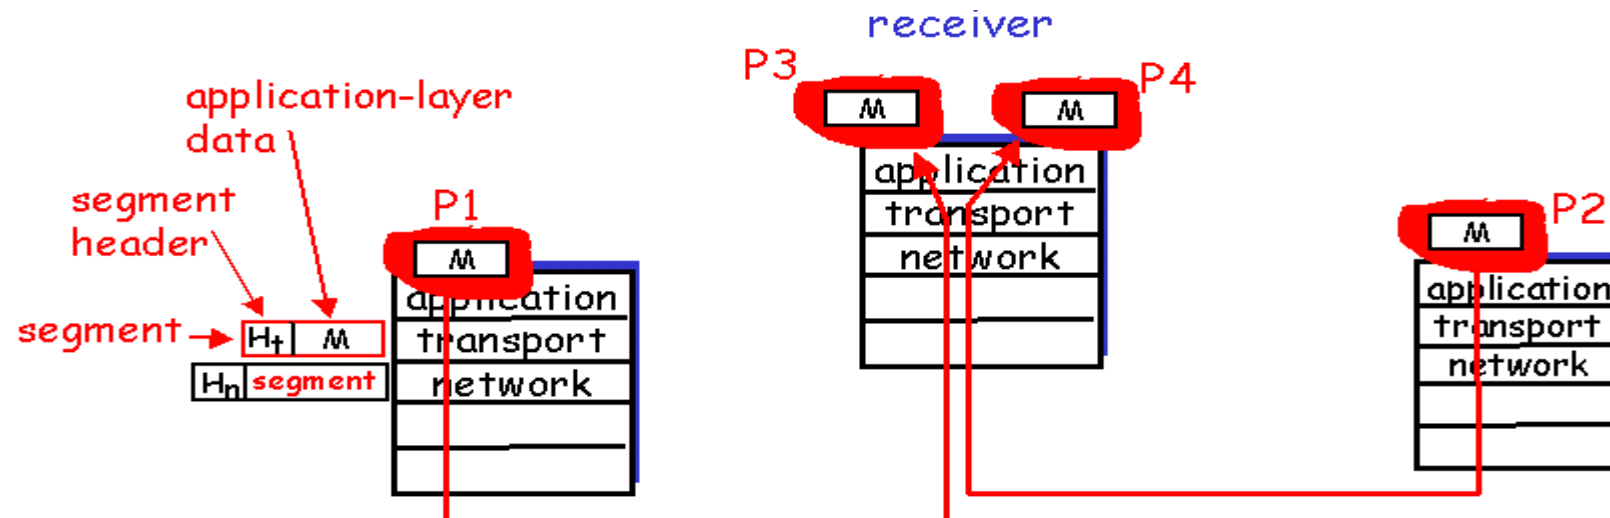 receiver
P3
M
M
P4
application-layer
data
segment
header
P1
M
segment
Ht M
Hn segment
application
transport
network
application
transport
network
P2
M
application
transport
network